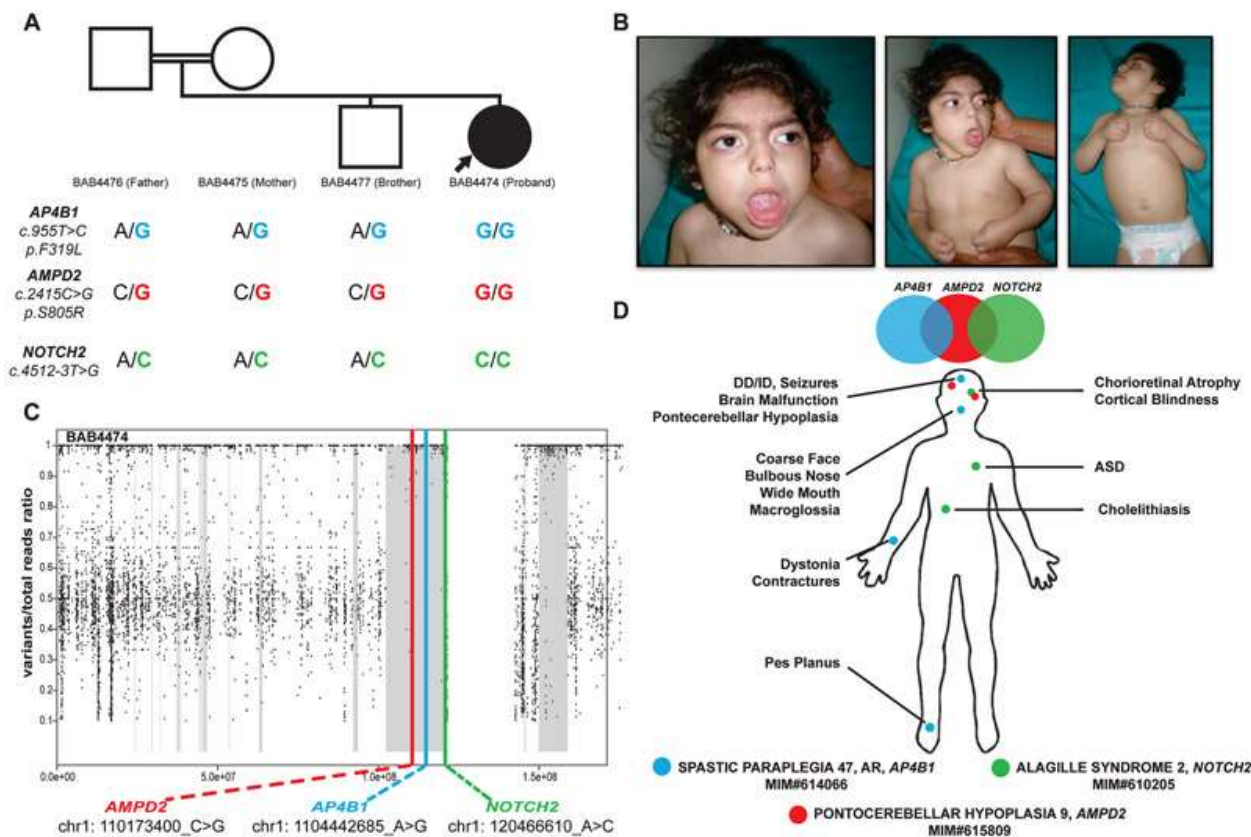 A
BAB4476 (Father) BAB4475 (Mother) BAB4477 (Brother) BAB4474 (Proband)
AP4B1
c.955T>C
p.F319L
A/G A/G A/G G/G
AMPD2
c.2415C>G
p.S805R
C/G C/G C/G G/G
NOTCH2
c.4512-3T>G
A/C A/C A/C C/C
B
C
BAB4474
variants/total reads ratio
1
0.9
0.8
0.7
0.6
0.5
0.4
0.3
0.2
0.1
0.0e+00 5.0e+07 1.0e+08 1.5e+08
AMPD2 AP4B1 NOTCH2
chr1: 110173400_C>G chr1: 1104442685_A>G chr1: 120466610_A>C
D
AP4B1 AMPD2 NOTCH2
DD/ID, Seizures
Brain Malfunction
Pontecerebellar Hypoplasia
Chorioretinal Atrophy
Cortical Blindness
Coarse Face
Bulbous Nose
Wide Mouth
Macroglossia
ASD
Cholelithiasis
Dystonia
Contractures
Pes Planus
SPASTIC PARAPLEGIA 47, AR, AP4B1
MIM#614066
ALAGILLE SYNDROME 2, NOTCH2
MIM#610205
PONTOCEREBELLAR HYPOPLASIA 9, AMPD2
MIM#615809